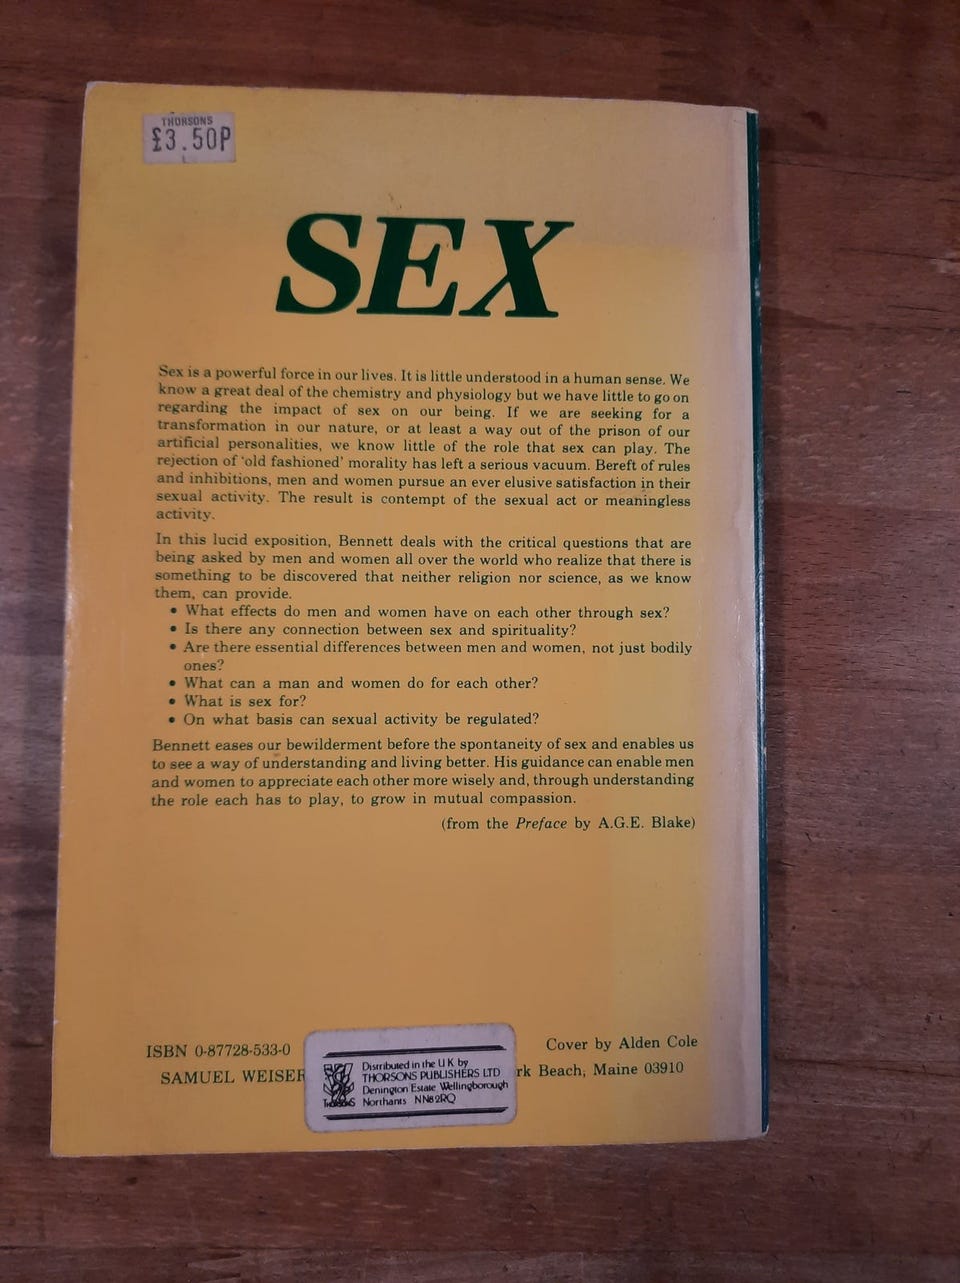 THORSONS
£3.50P
SEX
Sex is a powerful force in our lives. It is little understood in a human sense. We
know a great deal of the chemistry and physiology but we have little to go on
regarding the impact of sex on our being. If we are seeking for a
transformation in our nature, or at least a way out of the prison of our
artificial personalities, we know little of the role that sex can play. The
rejection of 'old fashioned' morality has left a serious vacuum. Bereft of rules
and inhibitions, men and women pursue an ever elusive satisfaction in their
sexual activity. The result is contempt of the sexual act or meaningless
activity.
In this lucid exposition, Bennett deals with the critical questions that are
being asked by men and women all over the world who realize that there is
something to be discovered that neither religion nor science, as we know
them, can provide.
• What effects do men and women have on each other through sex?
• Is there any connection between sex and spirituality?
• Are there essential differences between men and women, not just bodily
ones?
• What can a man and women do for each other?
• What is sex for?
• On what basis can sexual activity be regulated?
Bennett eases our bewilderment before the spontaneity of sex and enables us
to see a way of understanding and living better. His guidance can enable men
and women to appreciate each other more wisely and, through understanding
the role each has to play, to grow in mutual compassion.
(from the Preface by A.G.E. Blake)
ISBN 0-87728-533-0
Cover by Alden Cole
SAMUEL WEISER
rk Beach, Maine 03910
Distributed in the U.K by
THORSONS PUBLISHERS LTD
Denington Estate Wellingborough
Northants NN8 2RQ
THORSONS